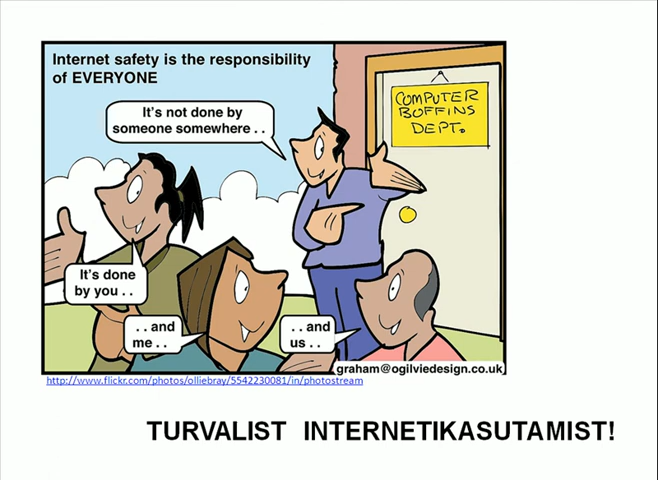 Internet safety is the responsibility
of EVERYONE
It's not done by
someone somewhere . .
COMPUTER
BOFFINS
DEPT.
It's done
by you . .
. . and
me . .
. . and
us . .
graham@ogilviedesign.co.uk
http://www.flickr.com/photos/olliebray/5542230081/in/photostream
TURVALIST INTERNETIKASUTAMIST!